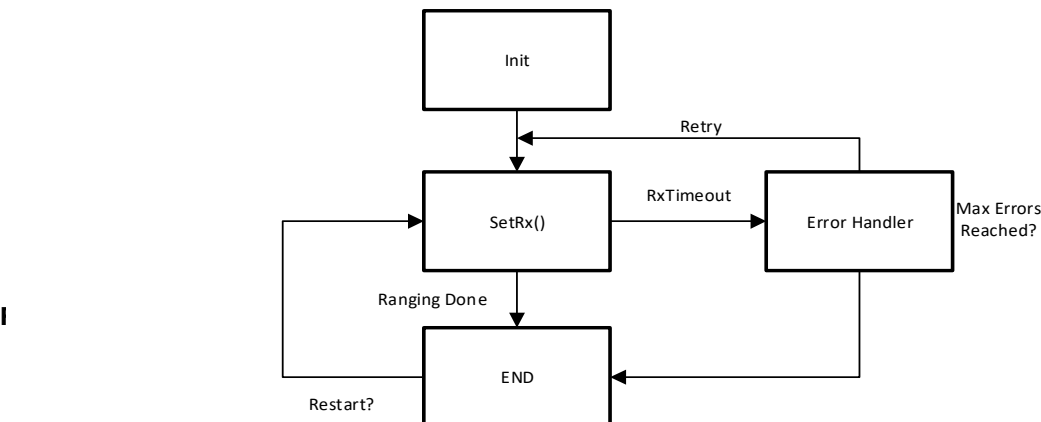 Init
Retry
RxTimeout
SetRx()
Error Handler
Max Errors
Reached?
Ranging Done
END
Restart?